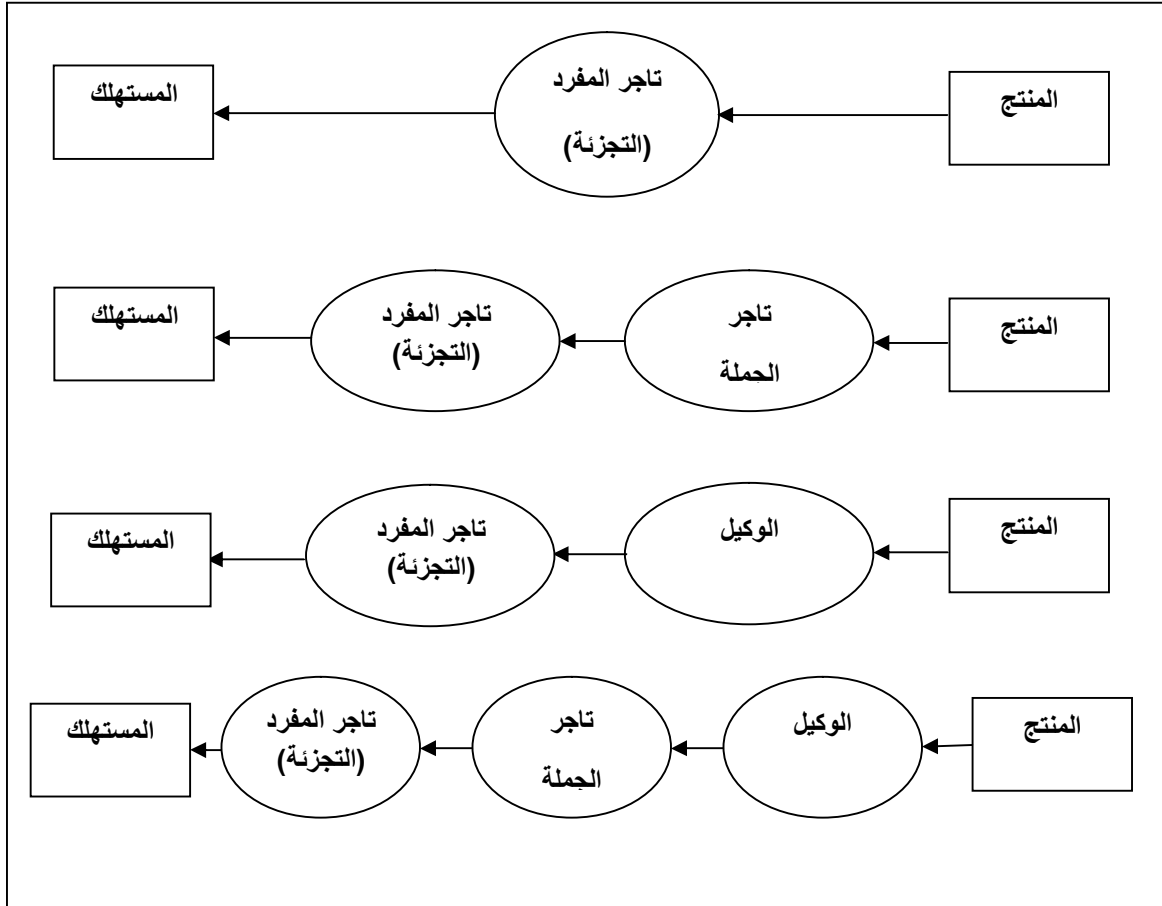 المنتج
تاجر المفرد
(التجزئة)
المستهلك
المنتج
تاجر
الجملة
تاجر المفرد
(التجزئة)
المستهلك
المنتج
الوكيل
تاجر المفرد
(التجزئة)
المستهلك
المنتج
الوكيل
تاجر
الجملة
تاجر المفرد
(التجزئة)
المستهلك